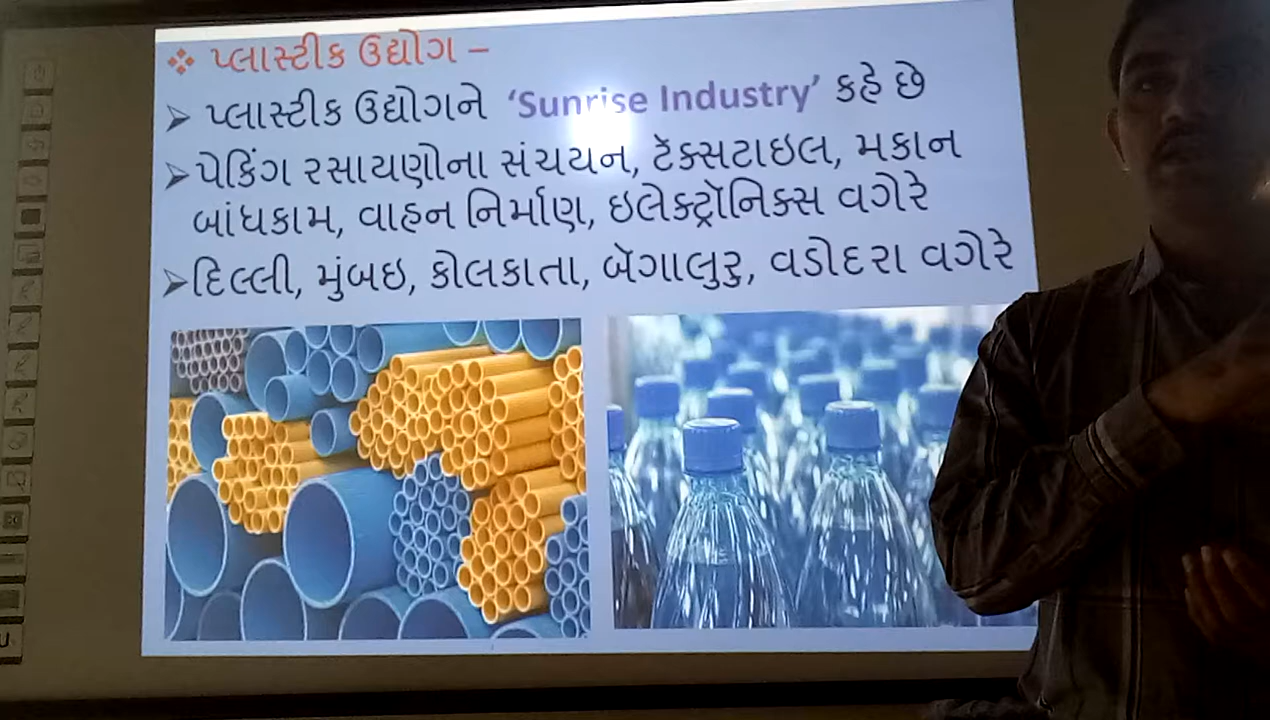 ❖ પ્લાસ્ટીક ઉદ્યોગ –
➢ પ્લાસ્ટીક ઉદ્યોગને ‘Sunrise Industry’ કહે છે
➢ પેકિંગ રસાયણોના સંચયન, ટૅક્સટાઇલ, મકાન
બાંધકામ, વાહન નિર્માણ, ઇલેક્ટ્રૉનિક્સ વગેરે
➢ દિલ્લી, મુંબઇ, કોલકાતા, બૅગાલુરુ, વડોદરા વગેરે